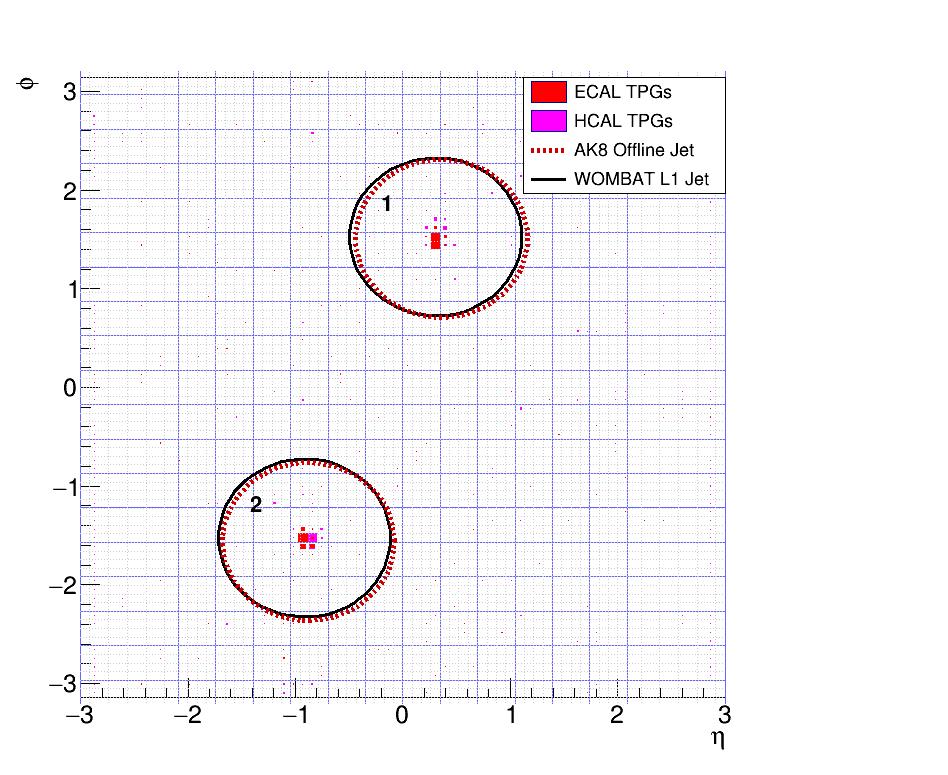 φ
3
2
1
0
−1
−2
−3
ECAL TPGs
HCAL TPGs
AK8 Offline Jet
WOMBAT L1 Jet
1
2
−3 −2 −1 0 1 2 3
η